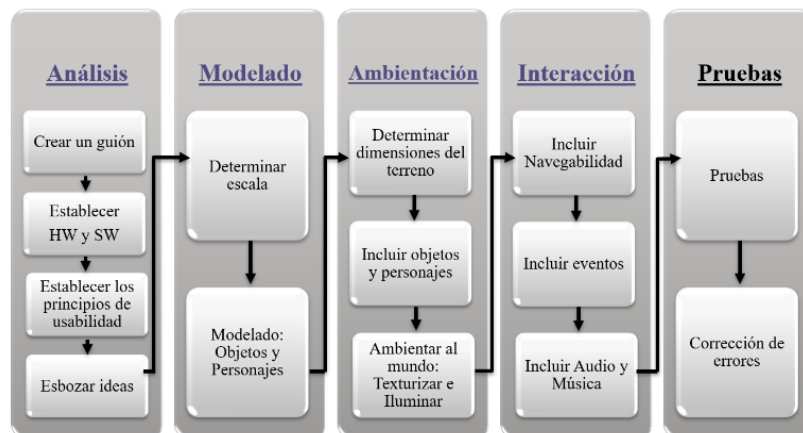 Análisis
Crear un guión
Establecer
HW y SW
Establecer los
principios de
usabilidad
Esbozar ideas
Modelado
Determinar
escala
Modelado:
Objetos y
Personajes
Ambientación
Determinar
dimensiones del
terreno
Incluir objetos
y personajes
Ambientar al
mundo:
Texturizar e
Iluminar
Interacción
Incluir
Navegabilidad
Incluir eventos
Incluir Audio y
Música
Pruebas
Pruebas
Corrección de
errores